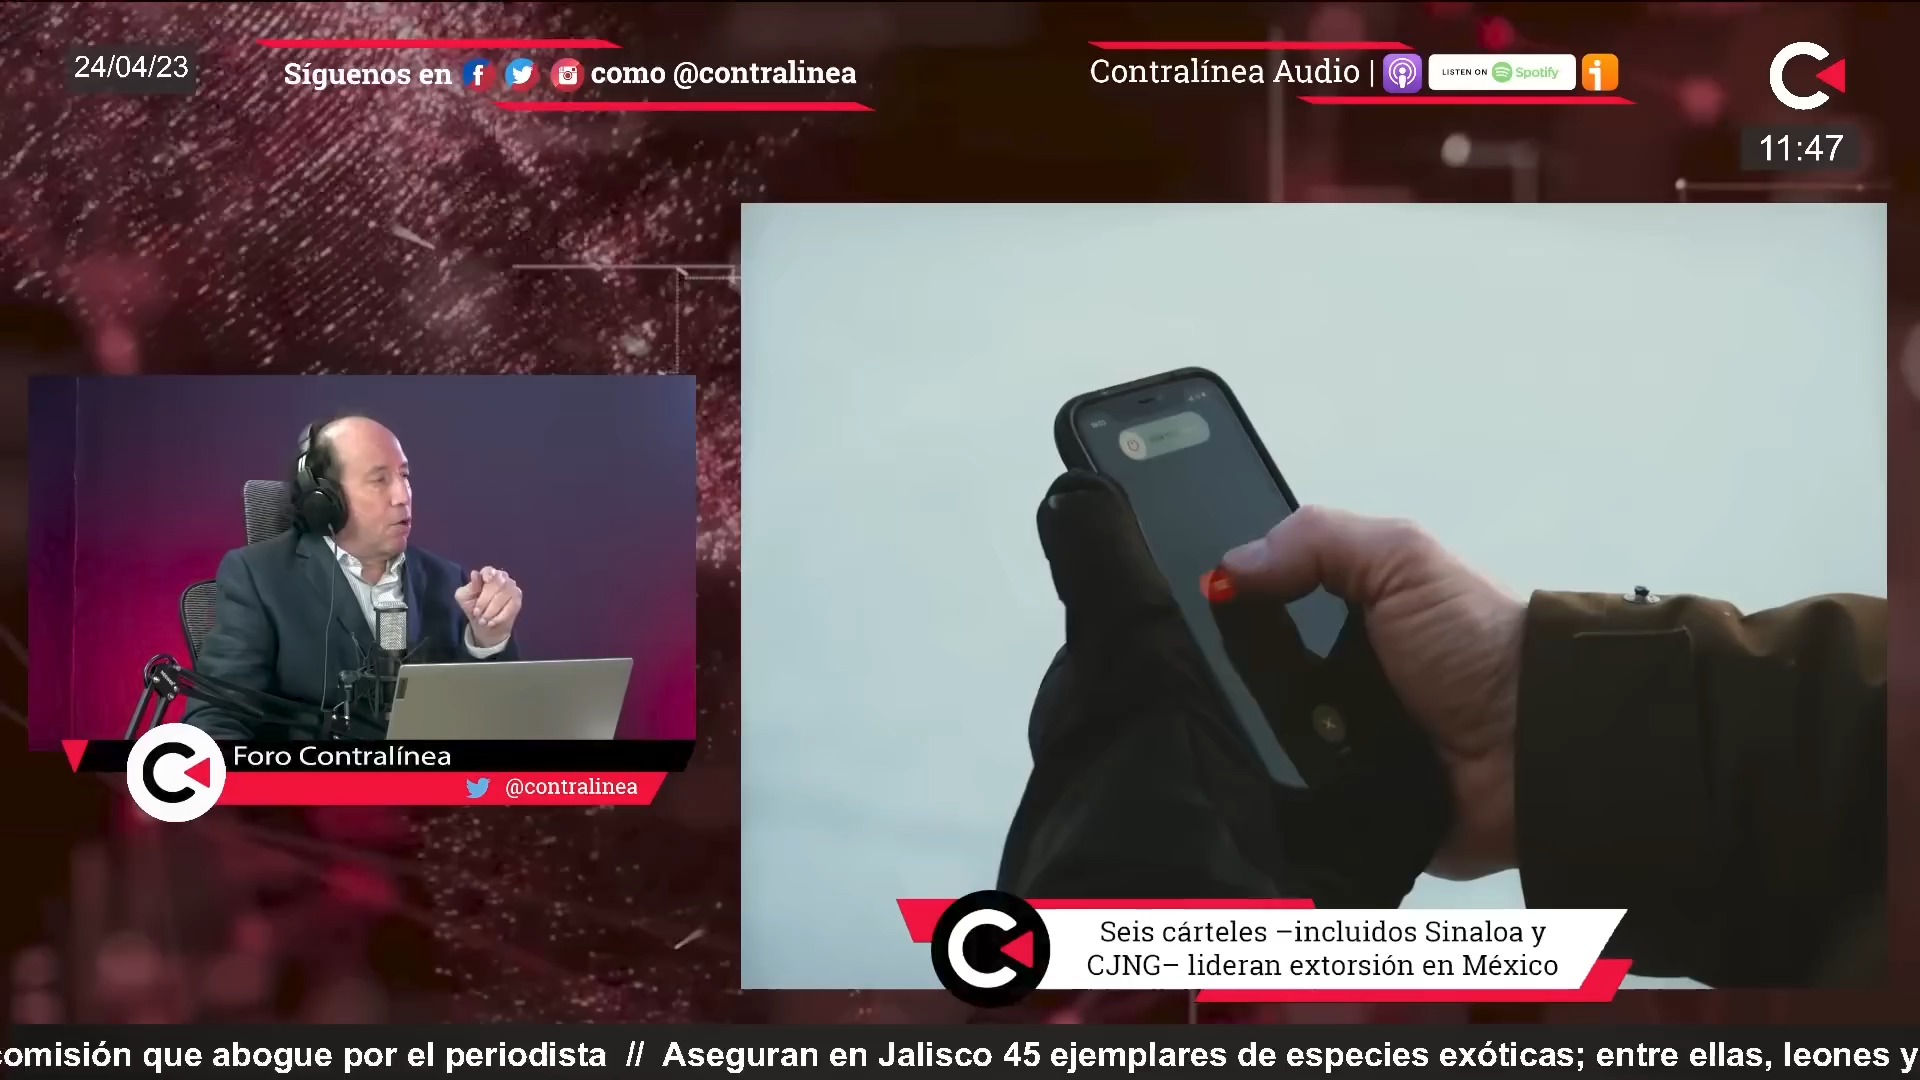 24/04/23
Síguenos en como @contralinea
Contralínea Audio |
LISTEN ON Spotify
11:47
Foro Contralínea
@contralinea
Seis cárteles –incluidos Sinaloa y
CJNG– lideran extorsión en México
comisión que abogue por el periodista // Aseguran en Jalisco 45 ejemplares de especies exóticas; entre ellas, leones y